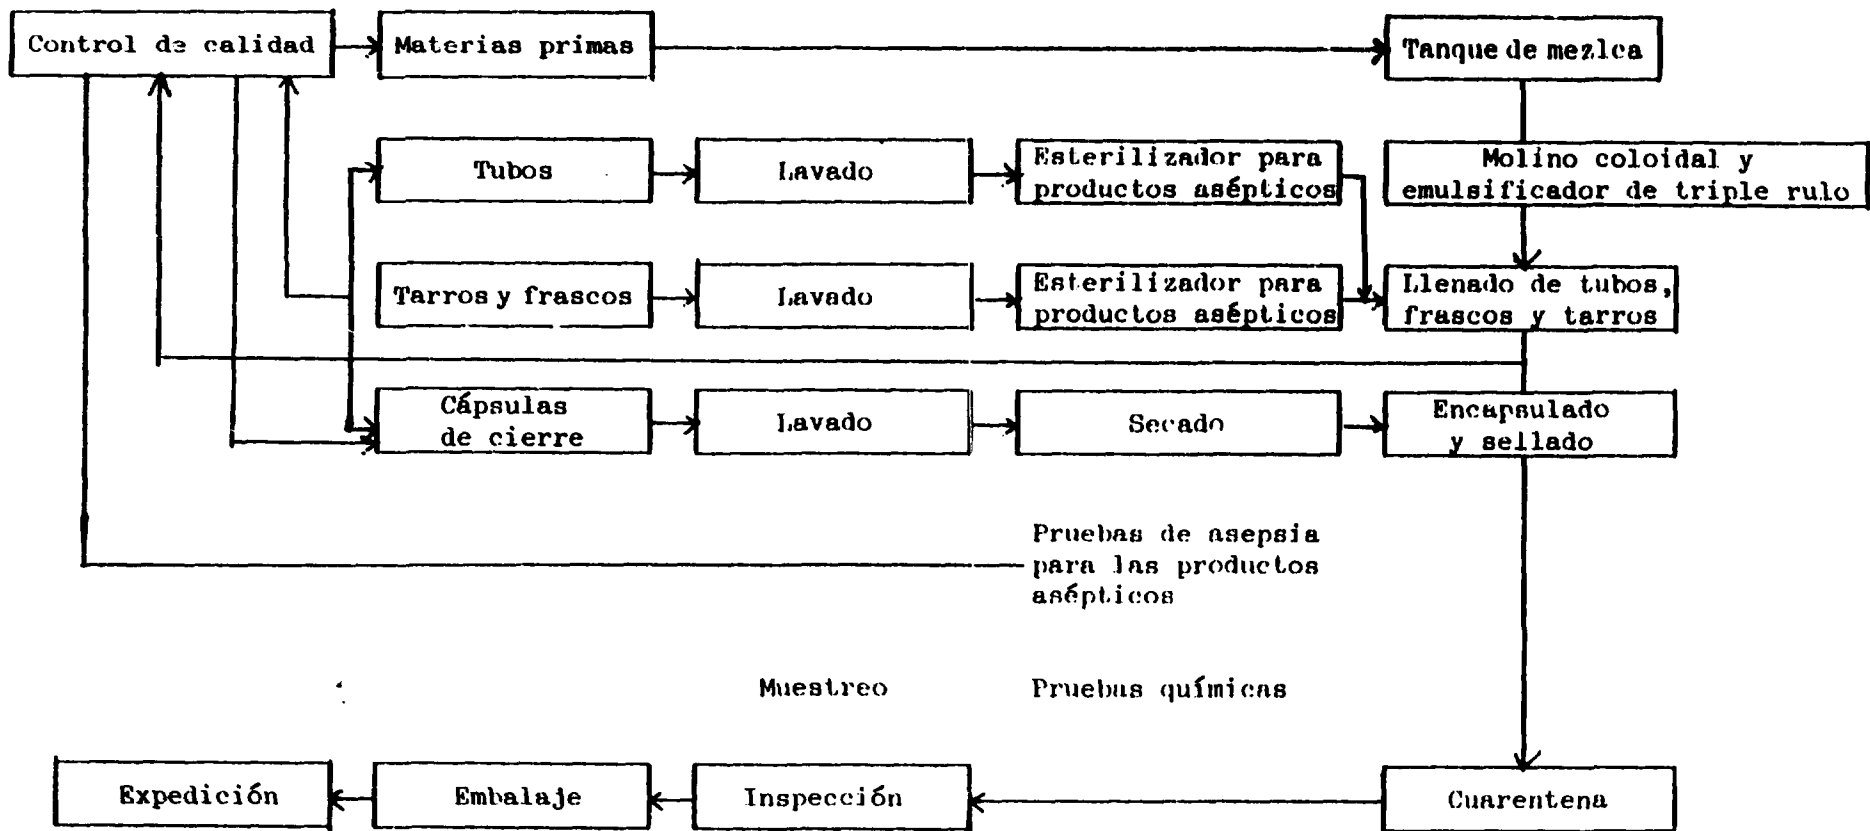 Control de calidad
Materias primas
Tanque de mezlca
Tubos
Lavado
Esterilizador para
productos asépticos
Molino coloidal y
emulsificador de triple rulo
Tarros y frascos
Lavado
Esterilizador para
productos asépticos
Llenado de tubos,
frascos y tarros
Cápsulas
de cierre
Lavado
Secado
Encapsulado
y sellado
Pruebas de asepsia
para las productos
asépticos
Muestreo
Pruebas químicas
Expedición
Embalaje
Inspección
Cuarentena